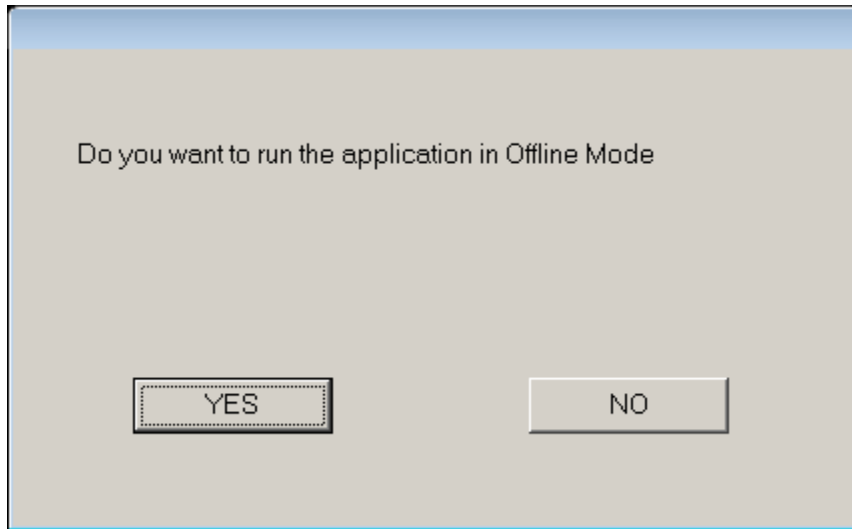 Do you want to run the application in Offline Mode
YES
NO